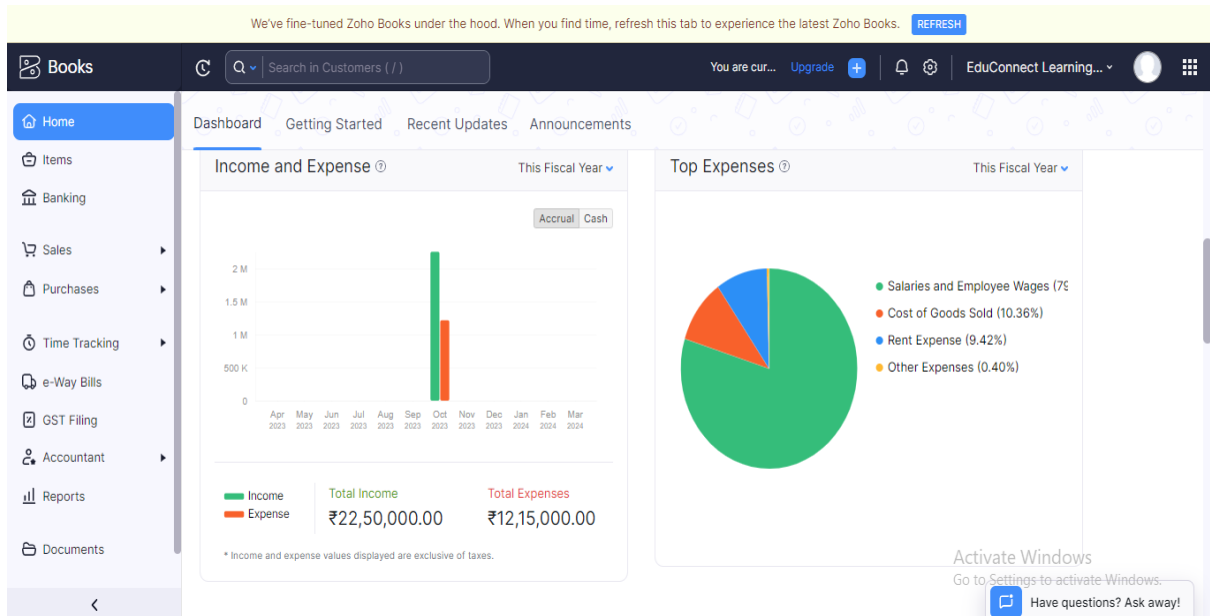 We've fine-tuned Zoho Books under the hood. When you find time, refresh this tab to experience the latest Zoho Books. REFRESH
Books
Search in Customers ( / )
You are cur... Upgrade
EduConnect Learning...
Home
Items
Banking
Sales
Purchases
Time Tracking
e-Way Bills
GST Filing
Accountant
Reports
Documents
Dashboard Getting Started Recent Updates Announcements
Income and Expense
This Fiscal Year
Accrual Cash
2 M
1.5 M
1 M
500 K
0
Apr May Jun Jul Aug Sep Oct Nov Dec Jan Feb Mar
2023 2023 2023 2023 2023 2023 2023 2023 2023 2024 2024 2024
Income
Expense
Total Income
₹22,50,000.00
Total Expenses
₹12,15,000.00
* Income and expense values displayed are exclusive of taxes.
Top Expenses
This Fiscal Year
Salaries and Employee Wages (79
Cost of Goods Sold (10.36%)
Rent Expense (9.42%)
Other Expenses (0.40%)
Activate Windows
Go to Settings to activate Windows.
Have questions? Ask away!